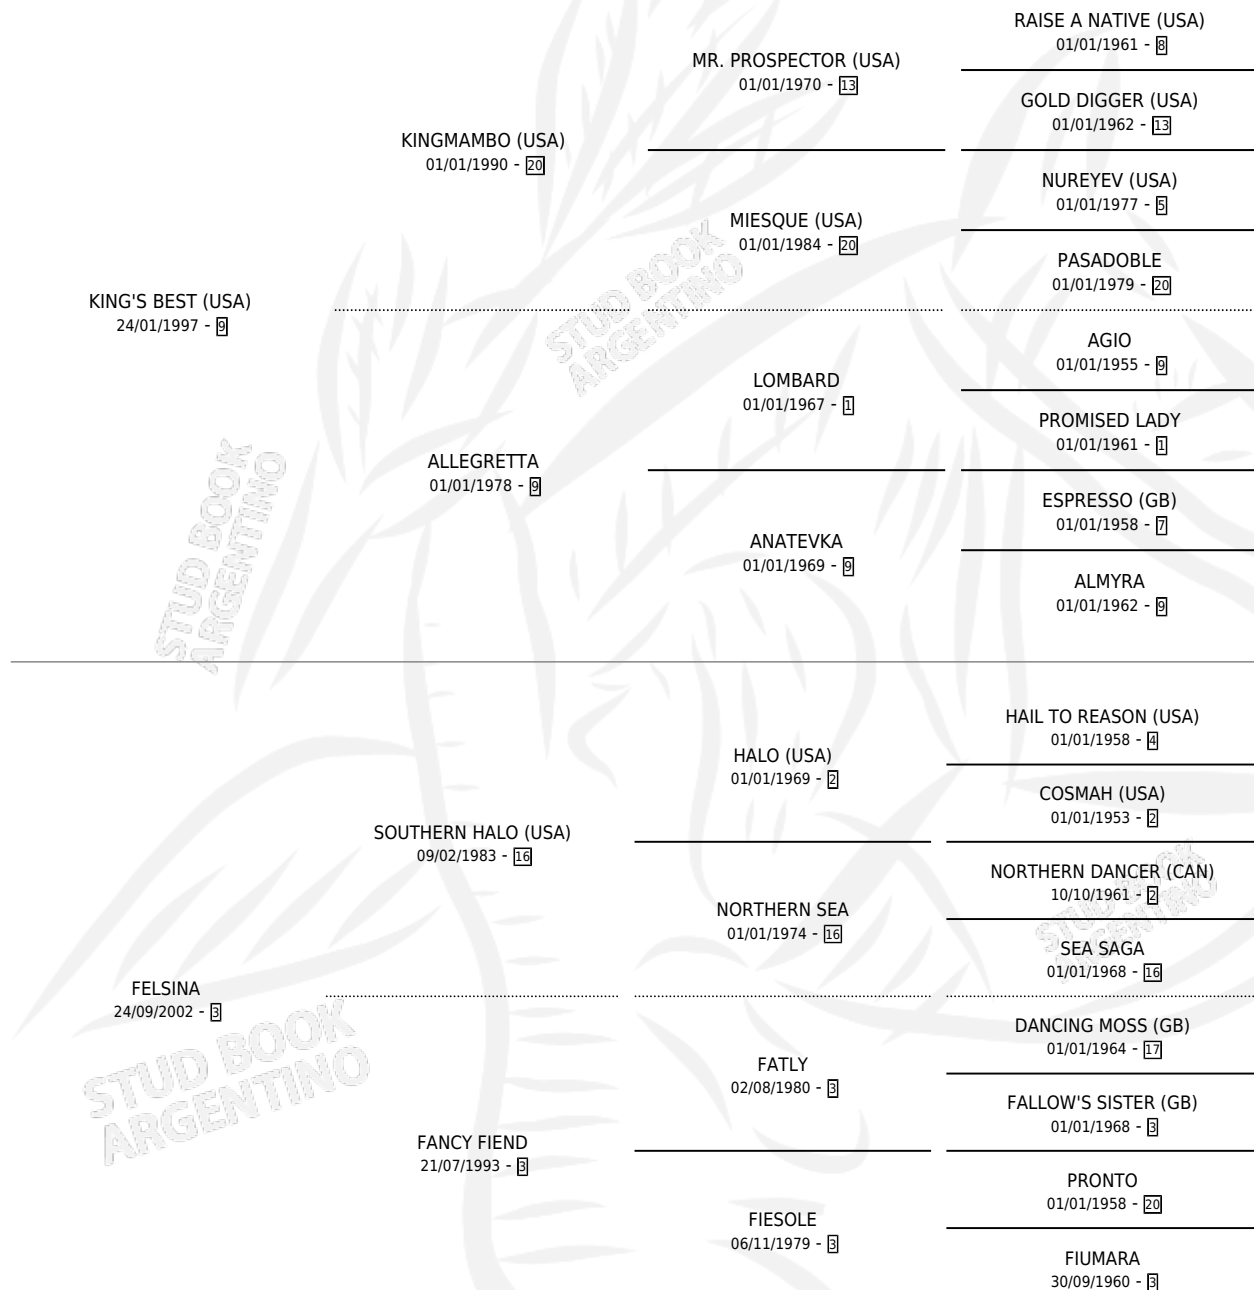 RAISE A NATIVE (USA)
01/01/1961 - 8
MR. PROSPECTOR (USA)
01/01/1970 - 13
GOLD DIGGER (USA)
01/01/1962 - 13
KINGMAMBO (USA)
01/01/1990 - 20
NUREYEV (USA)
01/01/1977 - 5
MIESQUE (USA)
01/01/1984 - 20
PASADOBLE
01/01/1979 - 20
KING'S BEST (USA)
24/01/1997 - 9
STUD BOOK
ARGENTINO
AGIO
01/01/1955 - 9
LOMBARD
01/01/1967 - 1
PROMISED LADY
01/01/1961 - 1
ALLEGRETTA
01/01/1978 - 9
ESPRESSO (GB)
01/01/1958 - 7
ANATEVKA
01/01/1969 - 9
ALMYRA
01/01/1962 - 9
STUD BOOK
ARGENTINO
HAIL TO REASON (USA)
01/01/1958 - 4
HALO (USA)
01/01/1969 - 2
COSMAH (USA)
01/01/1953 - 2
SOUTHERN HALO (USA)
09/02/1983 - 16
NORTHERN DANCER (CAN)
10/10/1961 - 2
NORTHERN SEA
01/01/1974 - 16
STUD BOOK
ARGENTINO
SEA SAGA
01/01/1968 - 16
FELSINA
24/09/2002 - 3
DANCING MOSS (GB)
01/01/1964 - 17
FATLY
02/08/1980 - 3
FALLOW'S SISTER (GB)
01/01/1968 - 3
STUD BOOK
ARGENTINO
FANCY FIEND
21/07/1993 - 3
PRONTO
01/01/1958 - 20
FIESOLE
06/11/1979 - 3
FIUMARA
30/09/1960 - 3